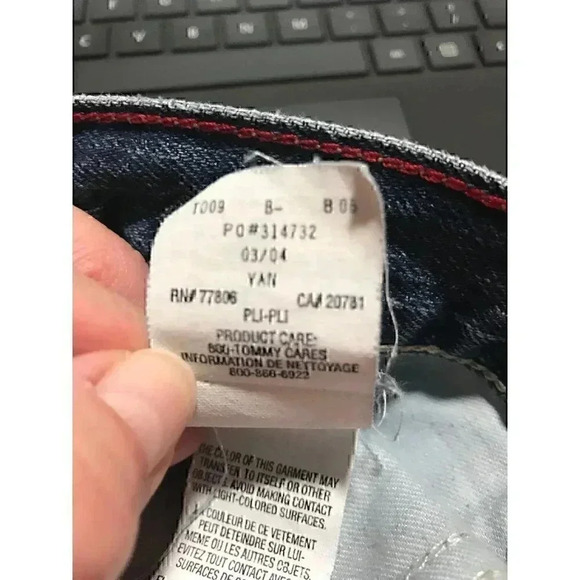 T009 B- B 05
PO#314732
03/04
YAN
RN# 77806 CA# 20781
PLI-PLI
PRODUCT CARE:
800-TOMMY CARES
INFORMATION DE NETTOYAGE
800-866-6922
THE COLOR OF THIS GARMENT MAY
TRANSFER TO ITSELF OR OTHER
AVOID MAKING CONTACT
WITH LIGHT-COLORED SURFACES.
LA COULEUR DE CE VETEMENT
PEUT DETEINDRE SUR LUI-
MEME OU LES AUTRES OBJETS.
EVITEZ TOUT CONTACT AVEC
SURFACES DE